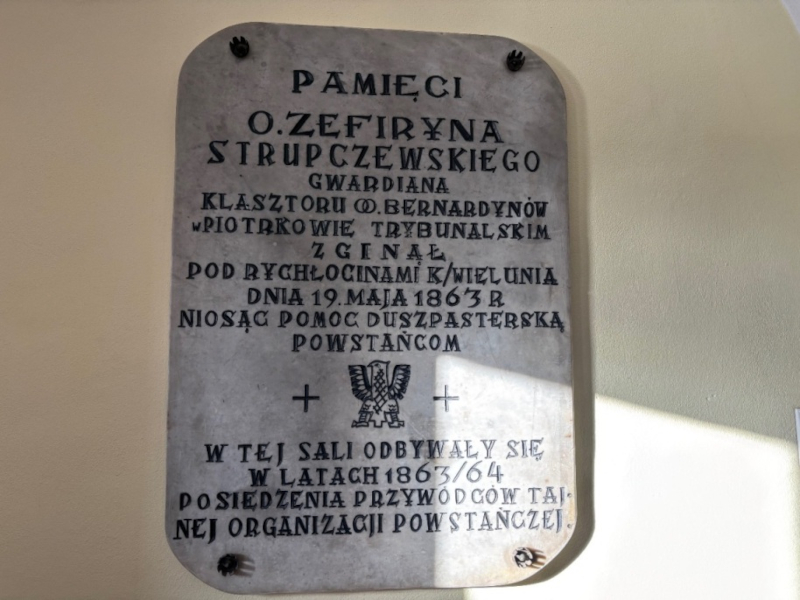 PAMIĘCI
O.ZEFIRYNA
STRUPCZEWSKIEGO
GWARDIANA
KLASZTORU OO.BERNARDYNÓW
w PIOTRKOWIE TRYBUNALSKIM
ZGINĄŁ
POD RYCHŁOCINAMI K/WIELUNIA
DNIA 19.MAJA 1863 R
NIOSĄC POMOC DUSZPASTERSKĄ
POWSTAŃCOM
W TEJ SALI ODBYWAŁY SIĘ
W LATACH 1863/64
POSIEDZENIA PRZYWÓDCÓW TAJ-
NEJ ORGANIZACJI POWSTAŃCZEJ.